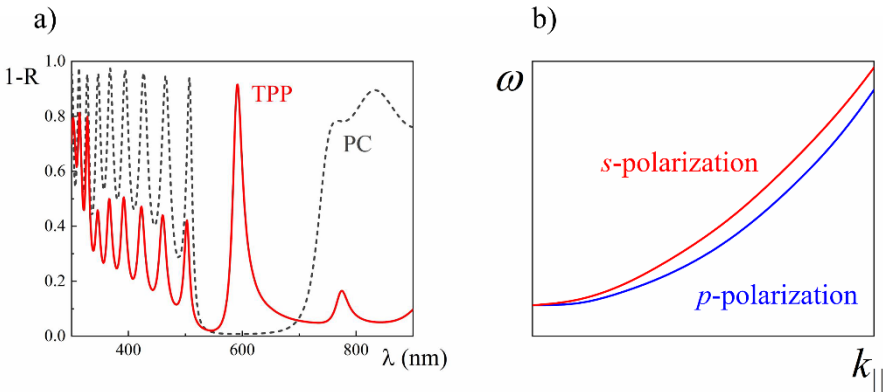 a)
1-R
1.0
0.8
0.6
0.4
0.2
0.0
TPP
PC
400
600
800
λ (nm)
b)
ω
s-polarization
p-polarization
k||